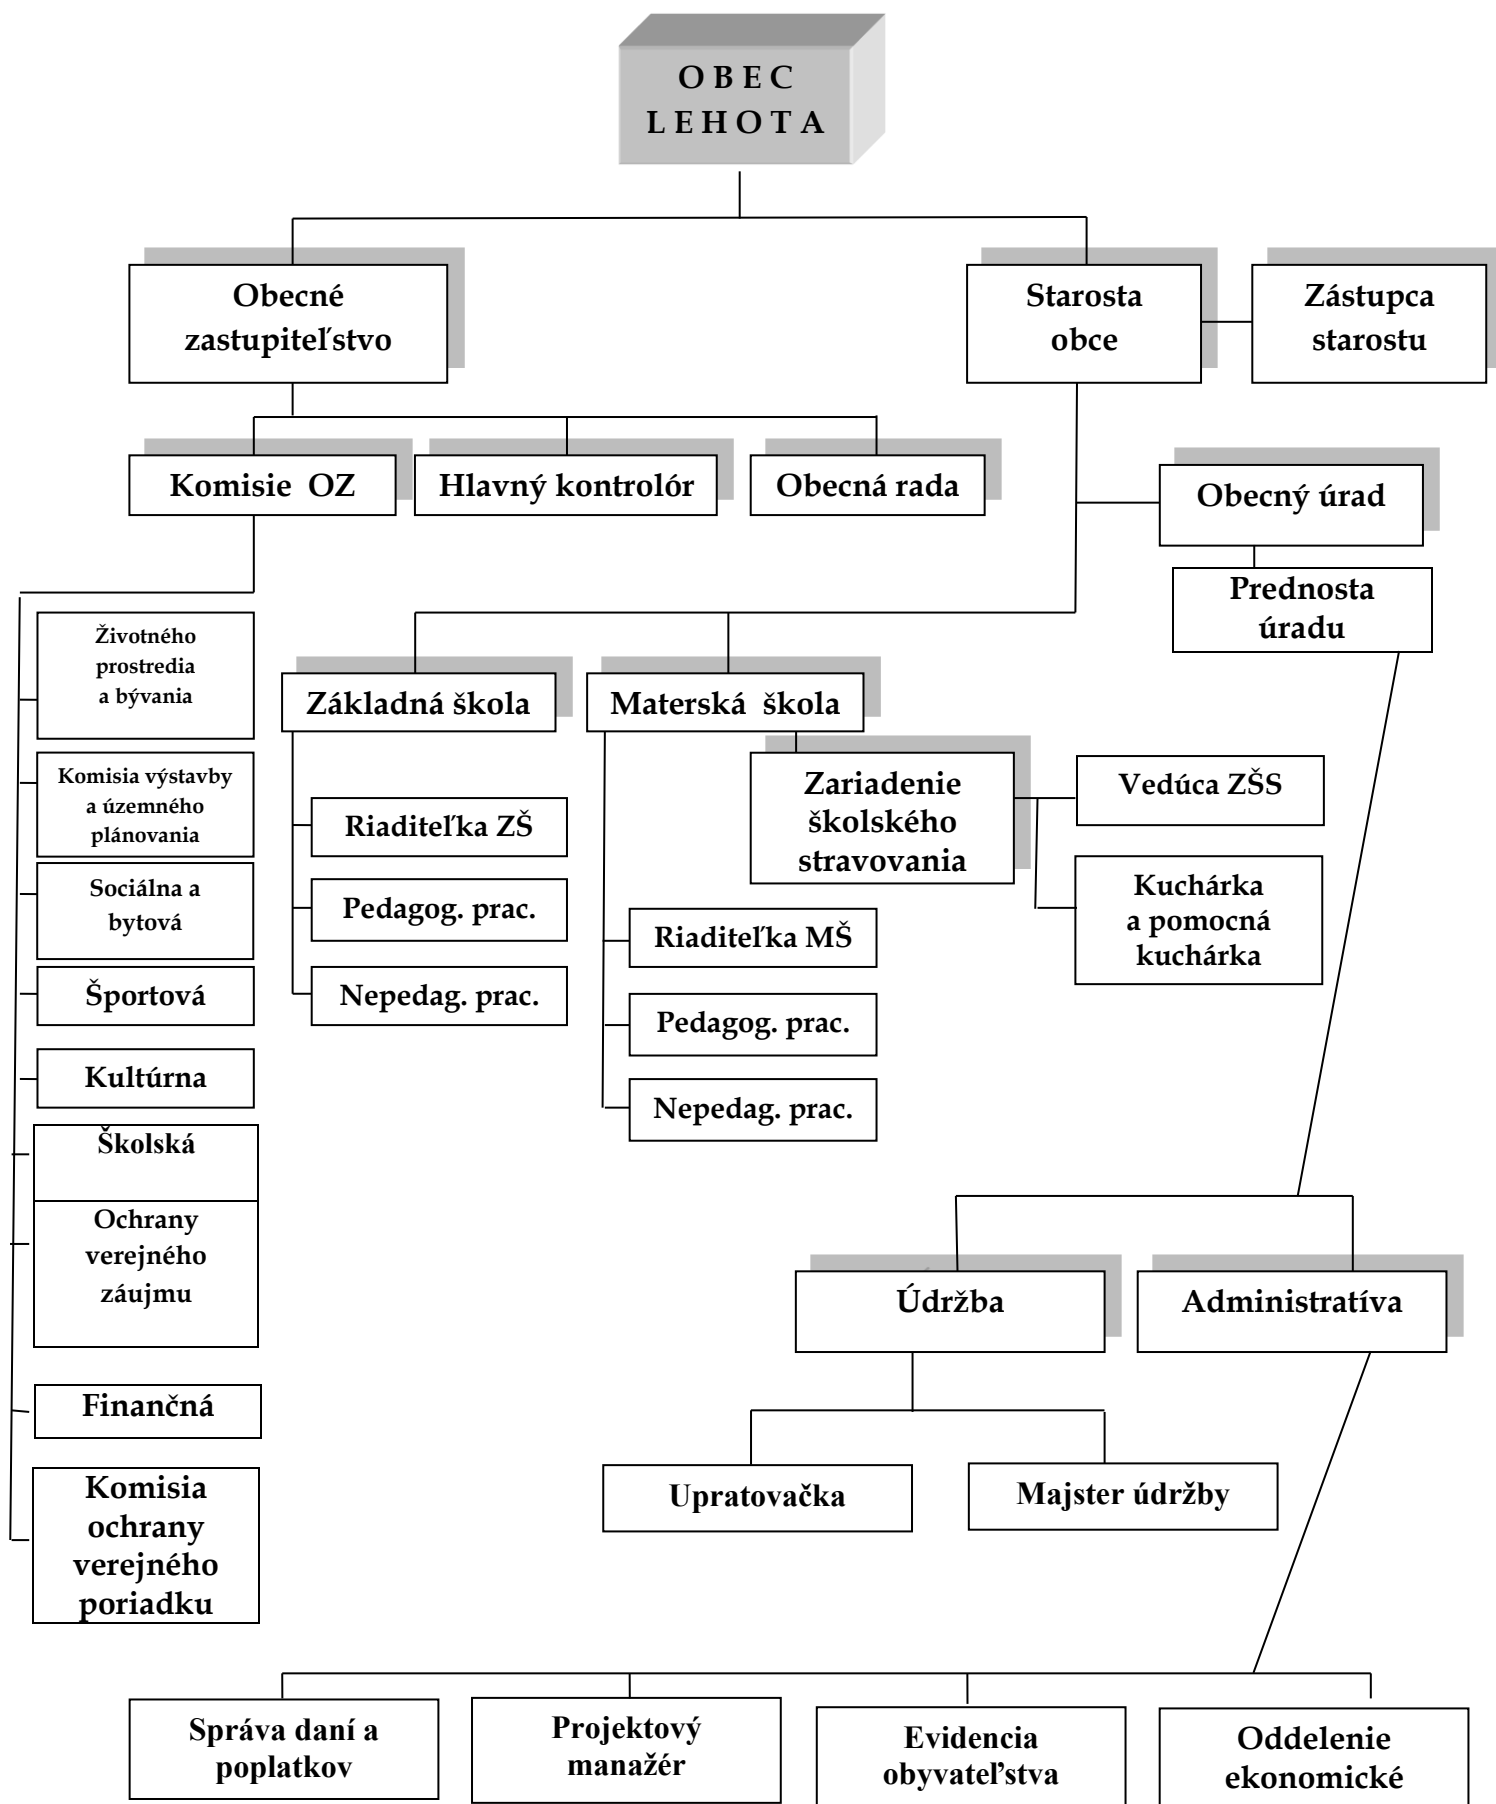 O B E C
L E H O T A
Obecné
zastupiteľstvo
Starosta
obce
Zástupca
starostu
Komisie OZ
Hlavný kontrolór
Obecná rada
Obecný úrad
Prednosta
úradu
Životného
prostredia
a bývania
Komisia výstavby
a územného
plánovania
Sociálna a
bytová
Športová
Kultúrna
Školská
Ochrany
verejného
záujmu
Finančná
Komisia
ochrany
verejného
poriadku
Základná škola
Riaditeľka ZŠ
Pedagog. prac.
Nepedag. prac.
Materská škola
Zariadenie
školského
stravovania
Vedúca ZŠS
Kuchárka
a pomocná
kuchárka
Riaditeľka MŠ
Pedagog. prac.
Nepedag. prac.
Údržba
Administratíva
Upratovačka
Majster údržby
Správa daní a
poplatkov
Projektový
manažér
Evidencia
obyvateľstva
Oddelenie
ekonomické